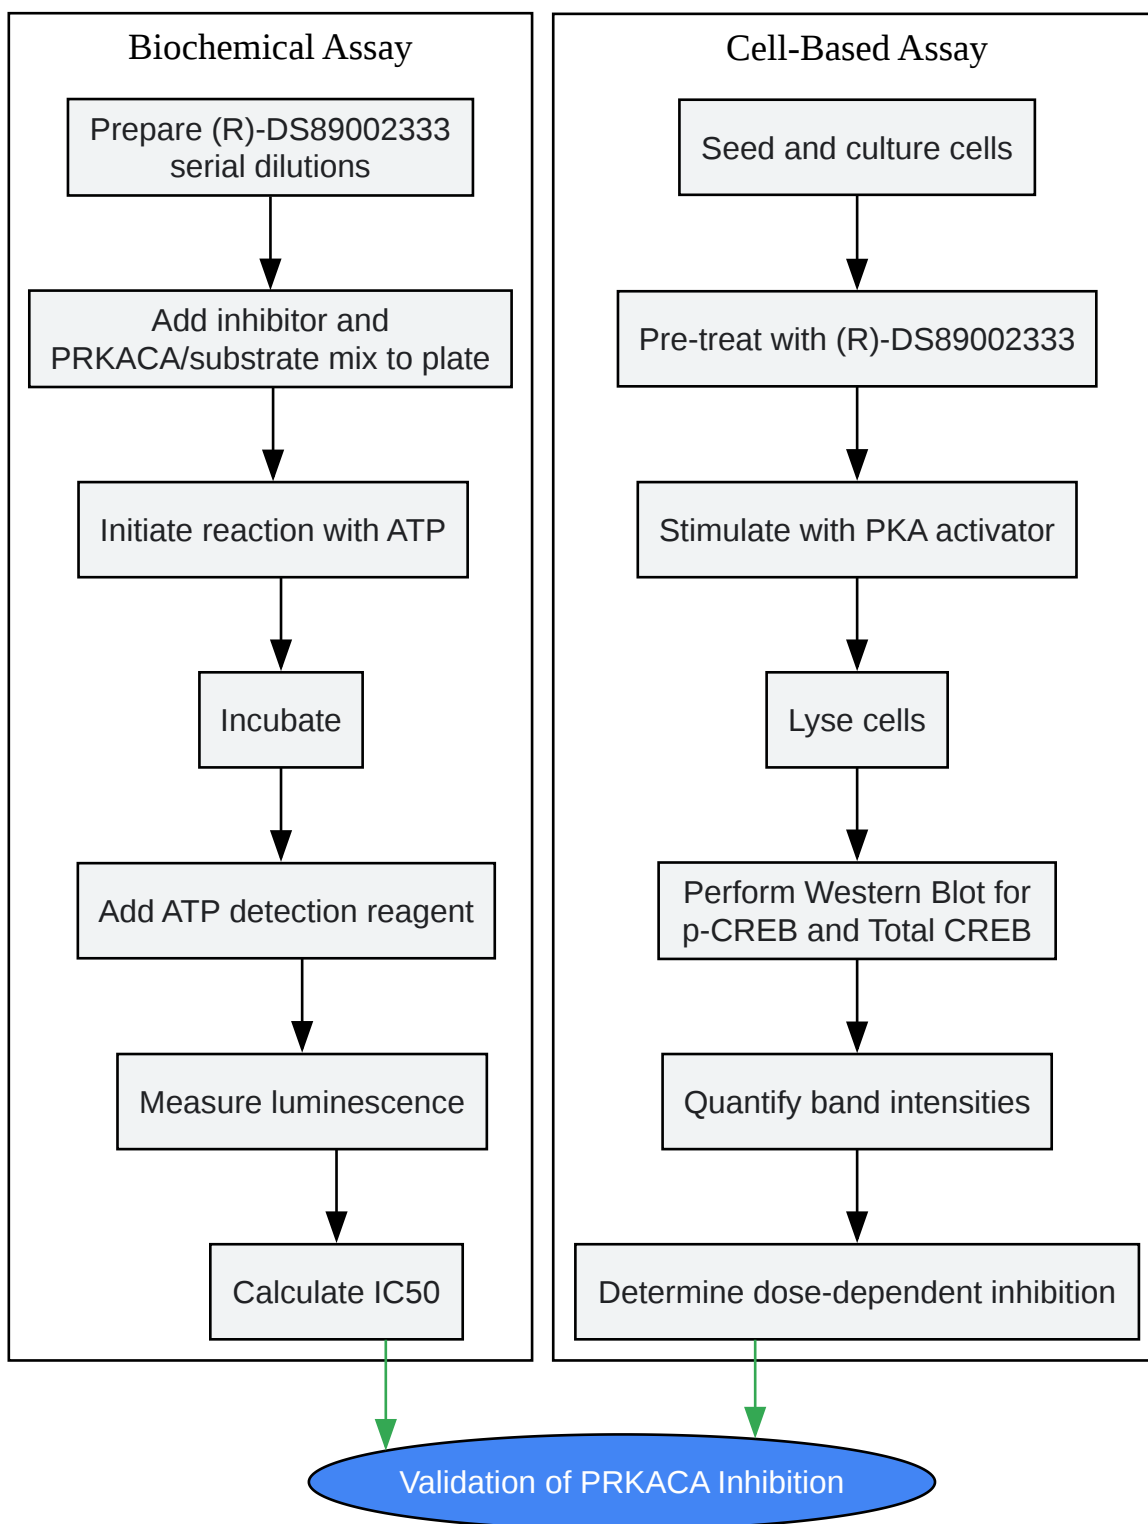 Biochemical Assay
Prepare (R)-DS89002333
serial dilutions
Add inhibitor and
PRKACA/substrate mix to plate
Initiate reaction with ATP
Incubate
Add ATP detection reagent
Measure luminescence
Calculate IC50
Cell-Based Assay
Seed and culture cells
Pre-treat with (R)-DS89002333
Stimulate with PKA activator
Lyse cells
Perform Western Blot for
p-CREB and Total CREB
Quantify band intensities
Determine dose-dependent inhibition
Validation of PRKACA Inhibition